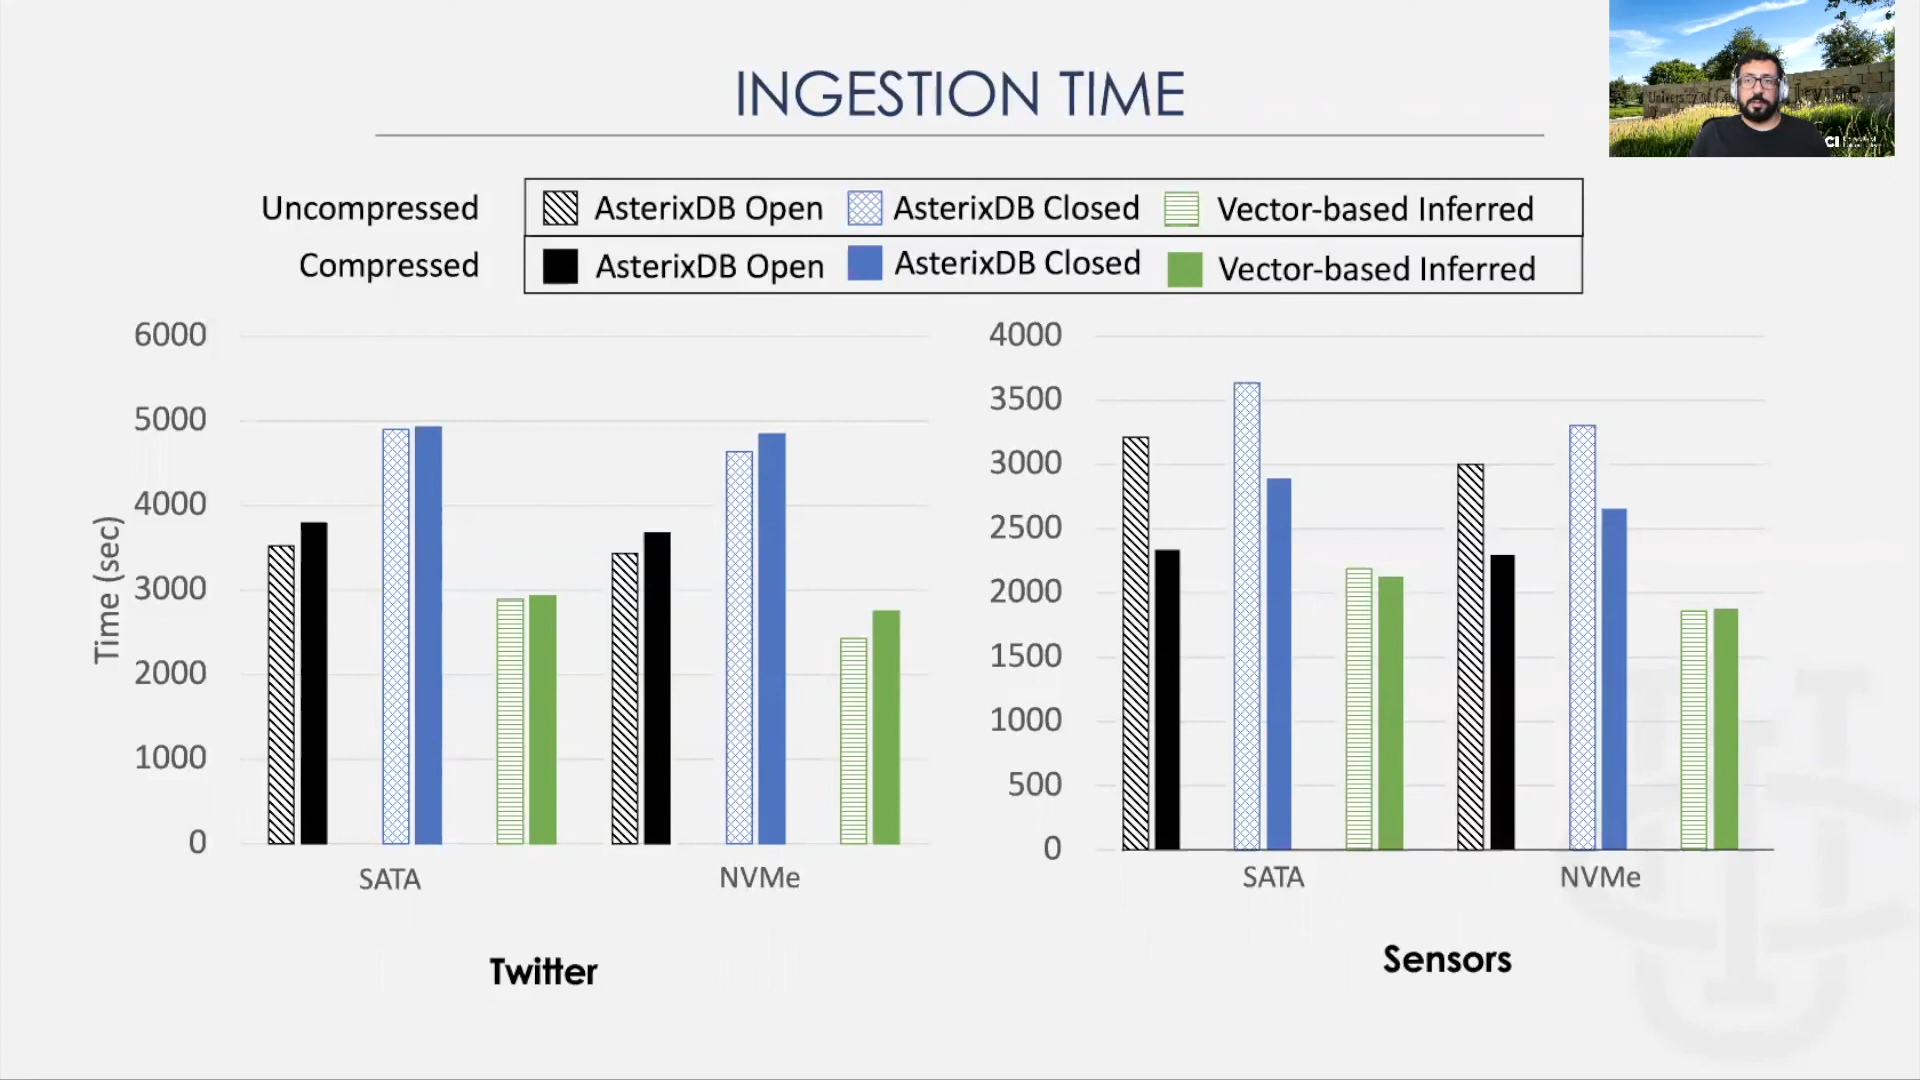 INGESTION TIME
Uncompressed
AsterixDB Open AsterixDB Closed Vector-based Inferred
Compressed
AsterixDB Open AsterixDB Closed Vector-based Inferred
Time (sec)
6000
5000
4000
3000
2000
1000
0
SATA NVMe
Twitter
4000
3500
3000
2500
2000
1500
1000
500
0
SATA NVMe
Sensors